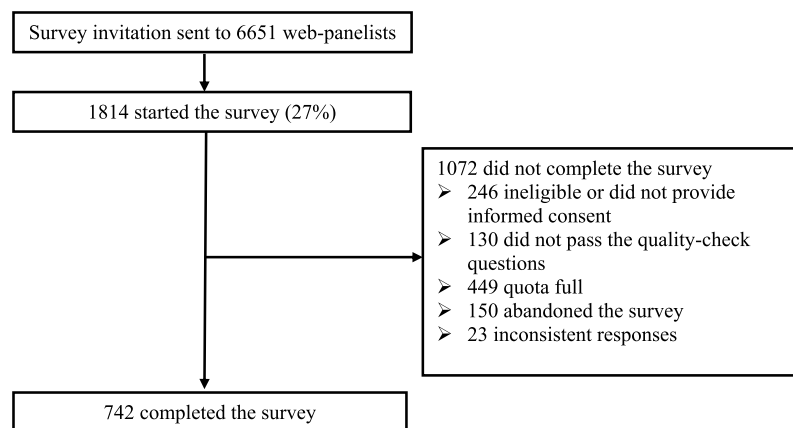 Survey invitation sent to 6651 web-panelists
1814 started the survey (27%)
1072 did not complete the survey
➢ 246 ineligible or did not provide
informed consent
➢ 130 did not pass the quality-check
questions
➢ 449 quota full
➢ 150 abandoned the survey
➢ 23 inconsistent responses
742 completed the survey